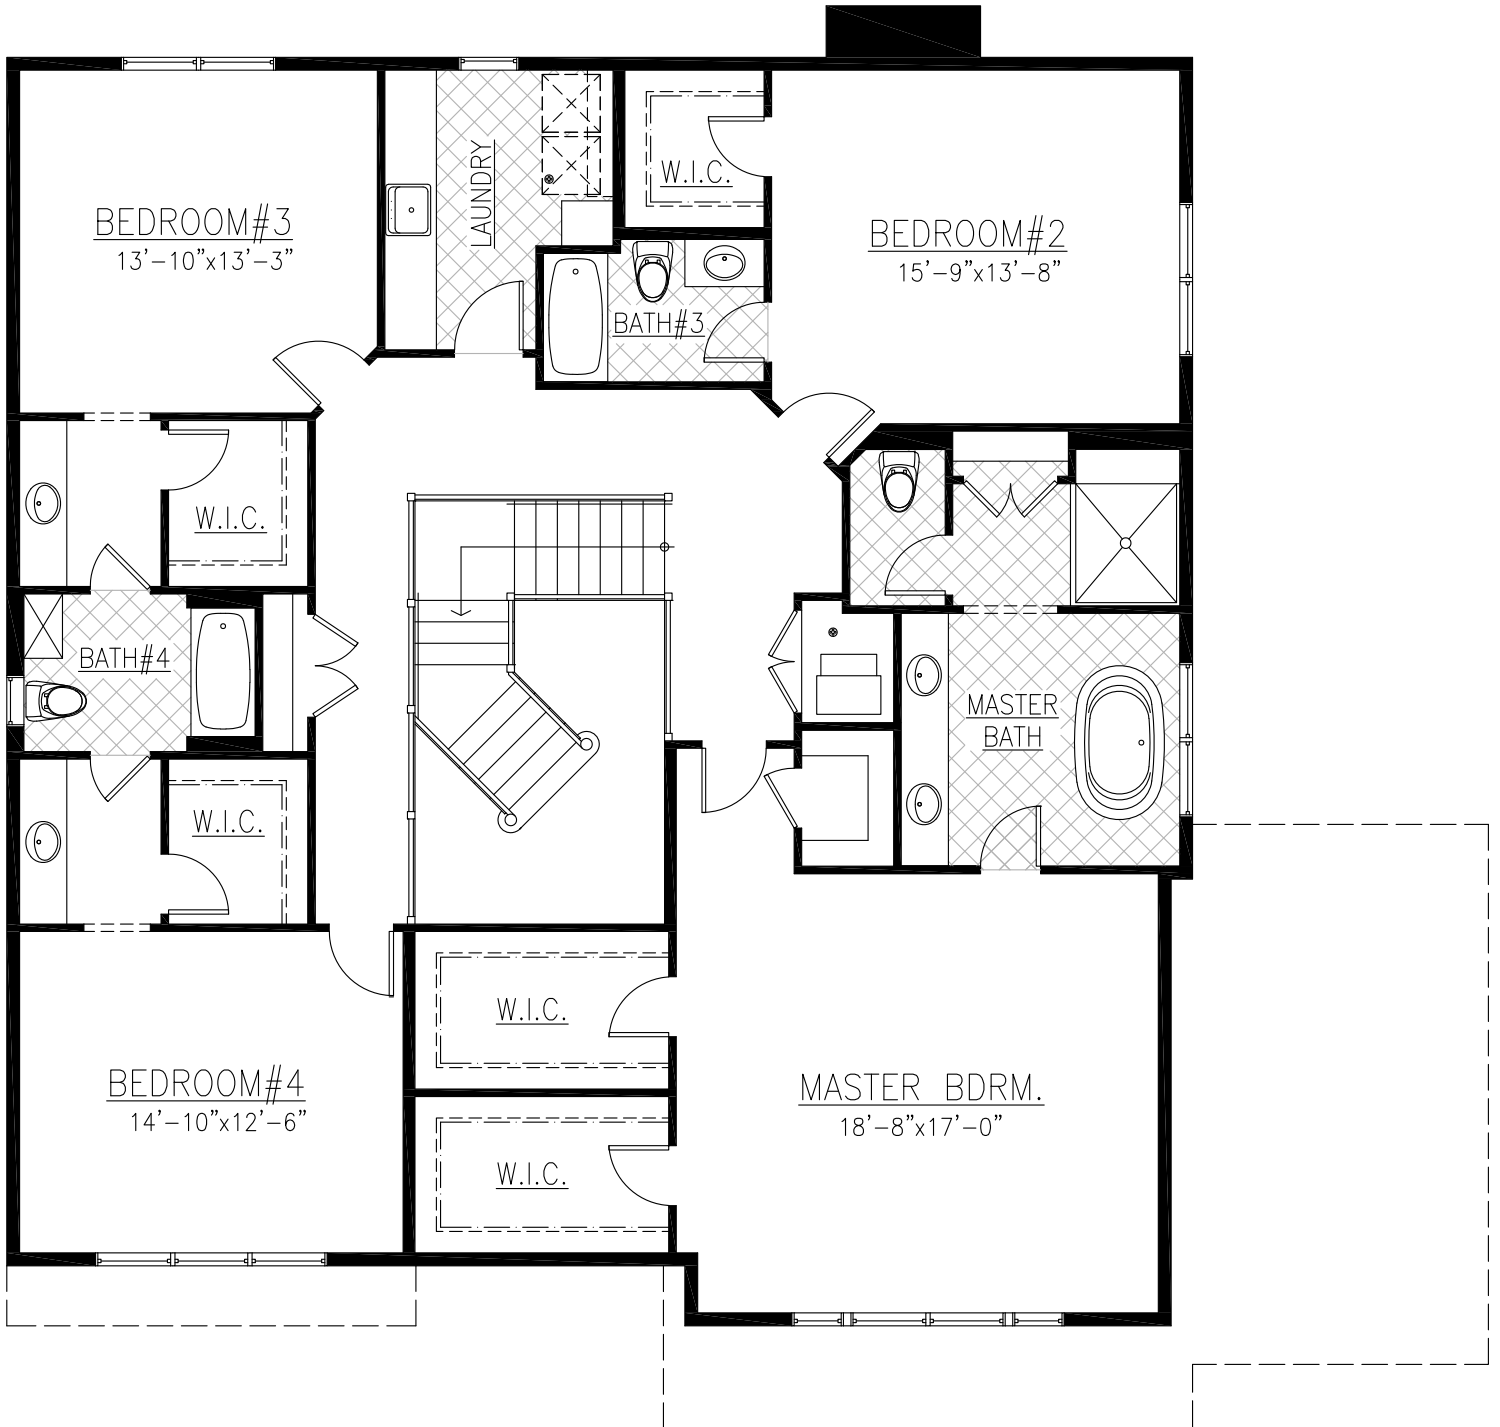 BEDROOM#3
13'-10"x13'-3"
LAUNDRY
W.I.C.
BEDROOM#2
15'-9"x13'-8"
BATH#3
W.I.C.
BATH#4
MASTER
BATH
W.I.C.
W.I.C.
BEDROOM#4
14'-10"x12'-6"
MASTER BDRM.
18'-8"x17'-0"
W.I.C.